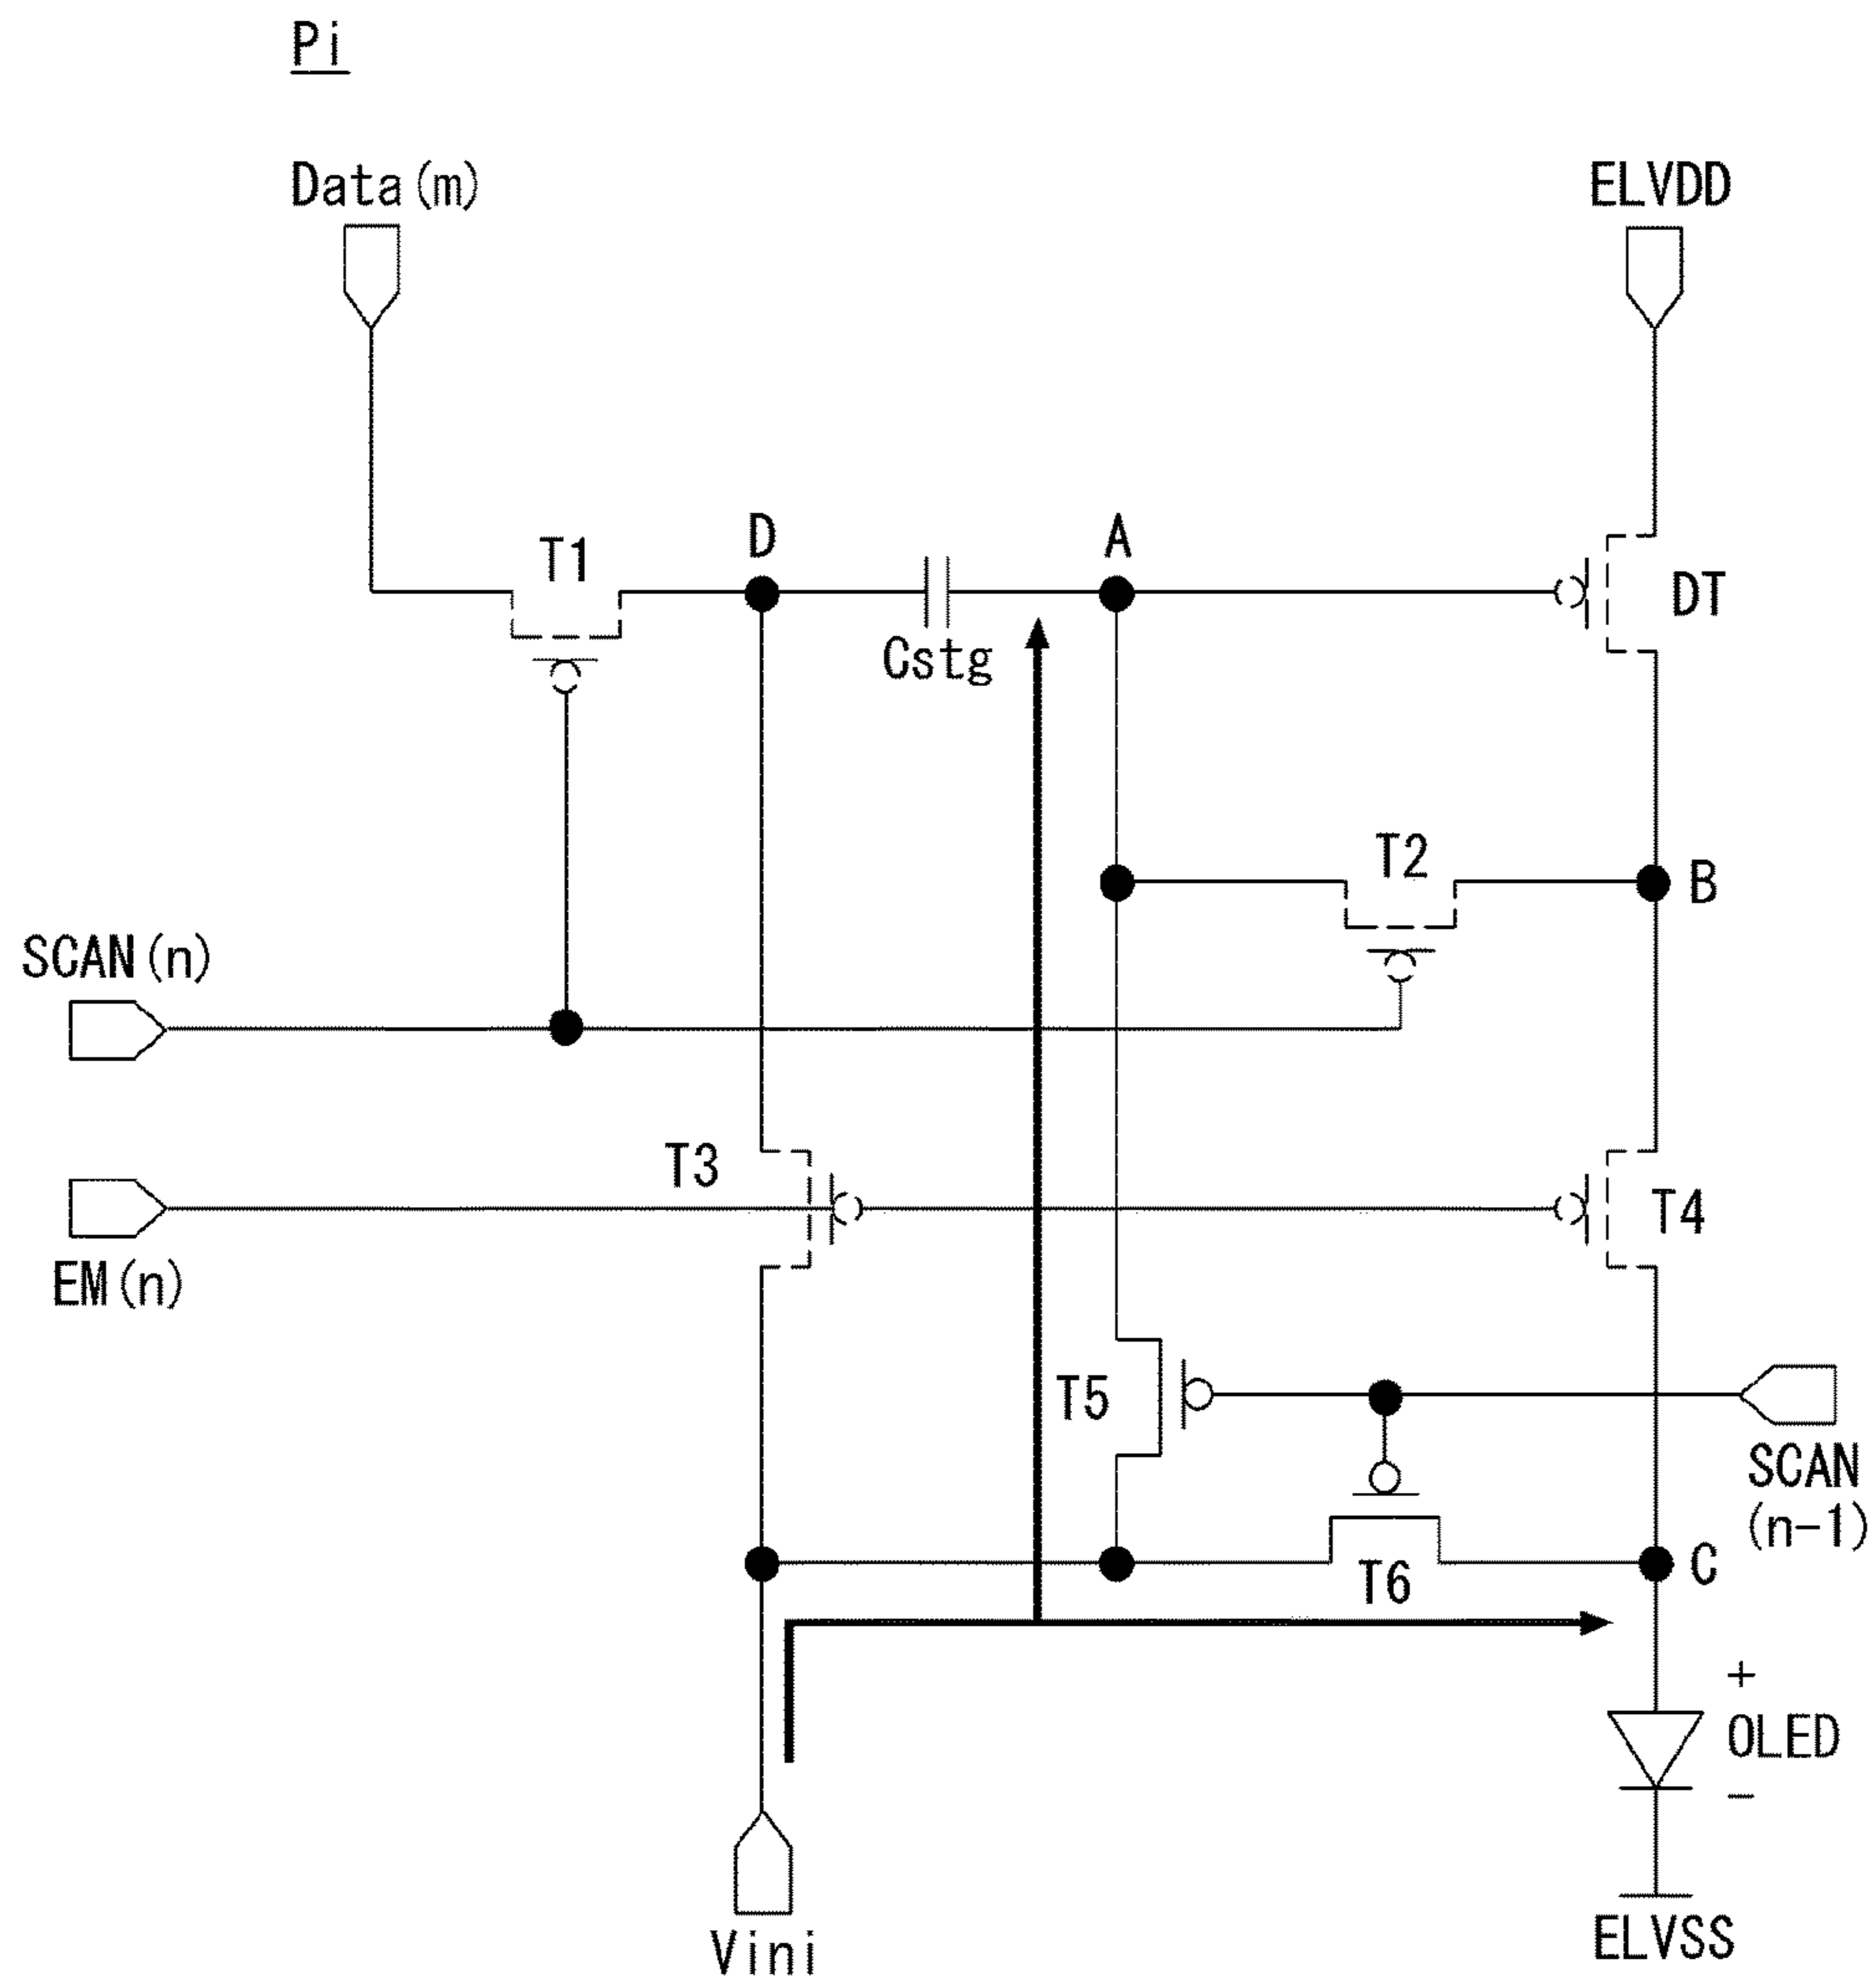 Pi
Data(m)
ELVDD
T1
D
A
DT
Cstg
T2
B
SCAN(n)
T3
T4
EM(n)
T5
SCAN
(n-1)
T6
C
+
OLED
-
Vini
ELVSS